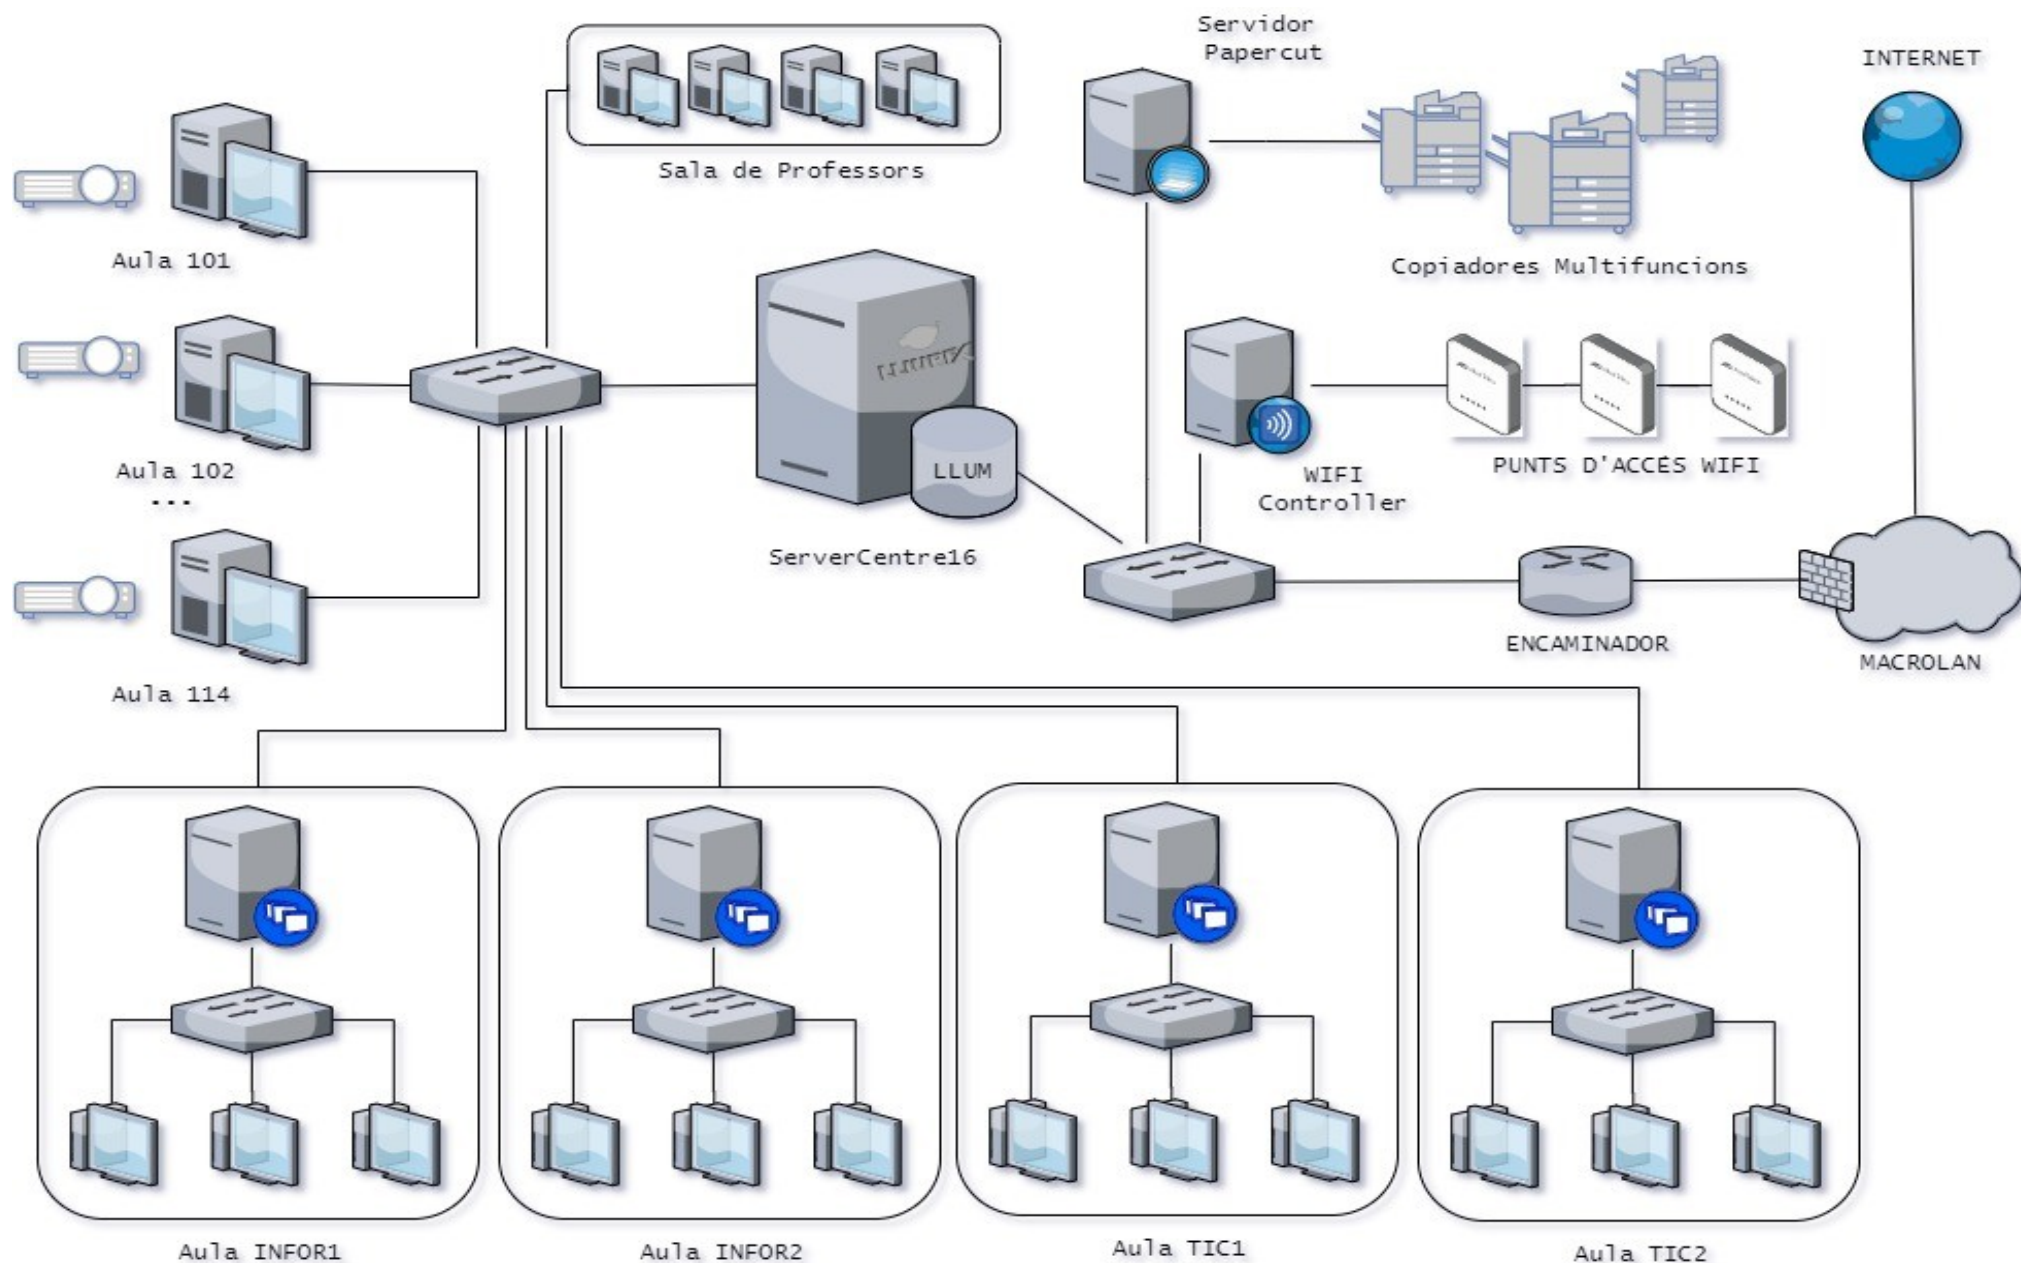 Servidor
Papercut
INTERNET
Sala de Professors
Aula 101
Copiadores Multifuncions
Aula 102
...
LLUM
WIFI
Controller
PUNTS D'ACCÉS WIFI
ServerCentre16
ENCAMINADOR
MACROLAN
Aula 114
Aula INFOR1
Aula INFOR2
Aula TIC1
Aula TIC2